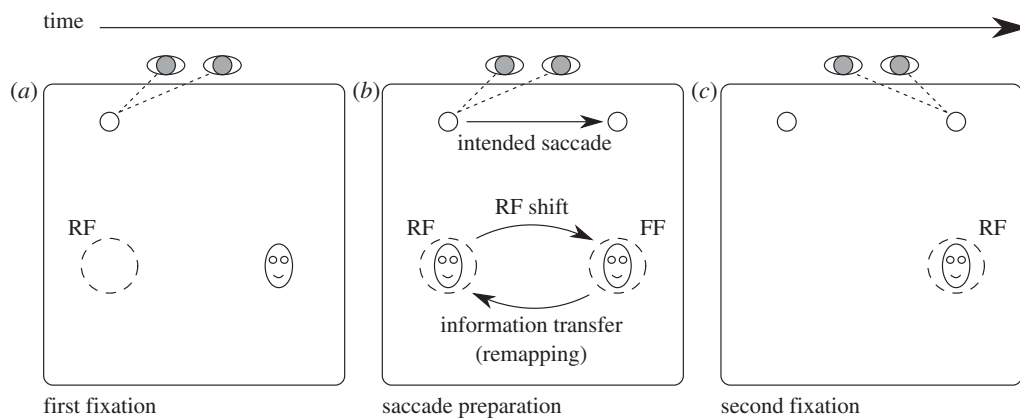 time
(a)
RF
first fixation
(b)
intended saccade
RF shift
RF
FF
information transfer
(remapping)
saccade preparation
(c)
RF
second fixation